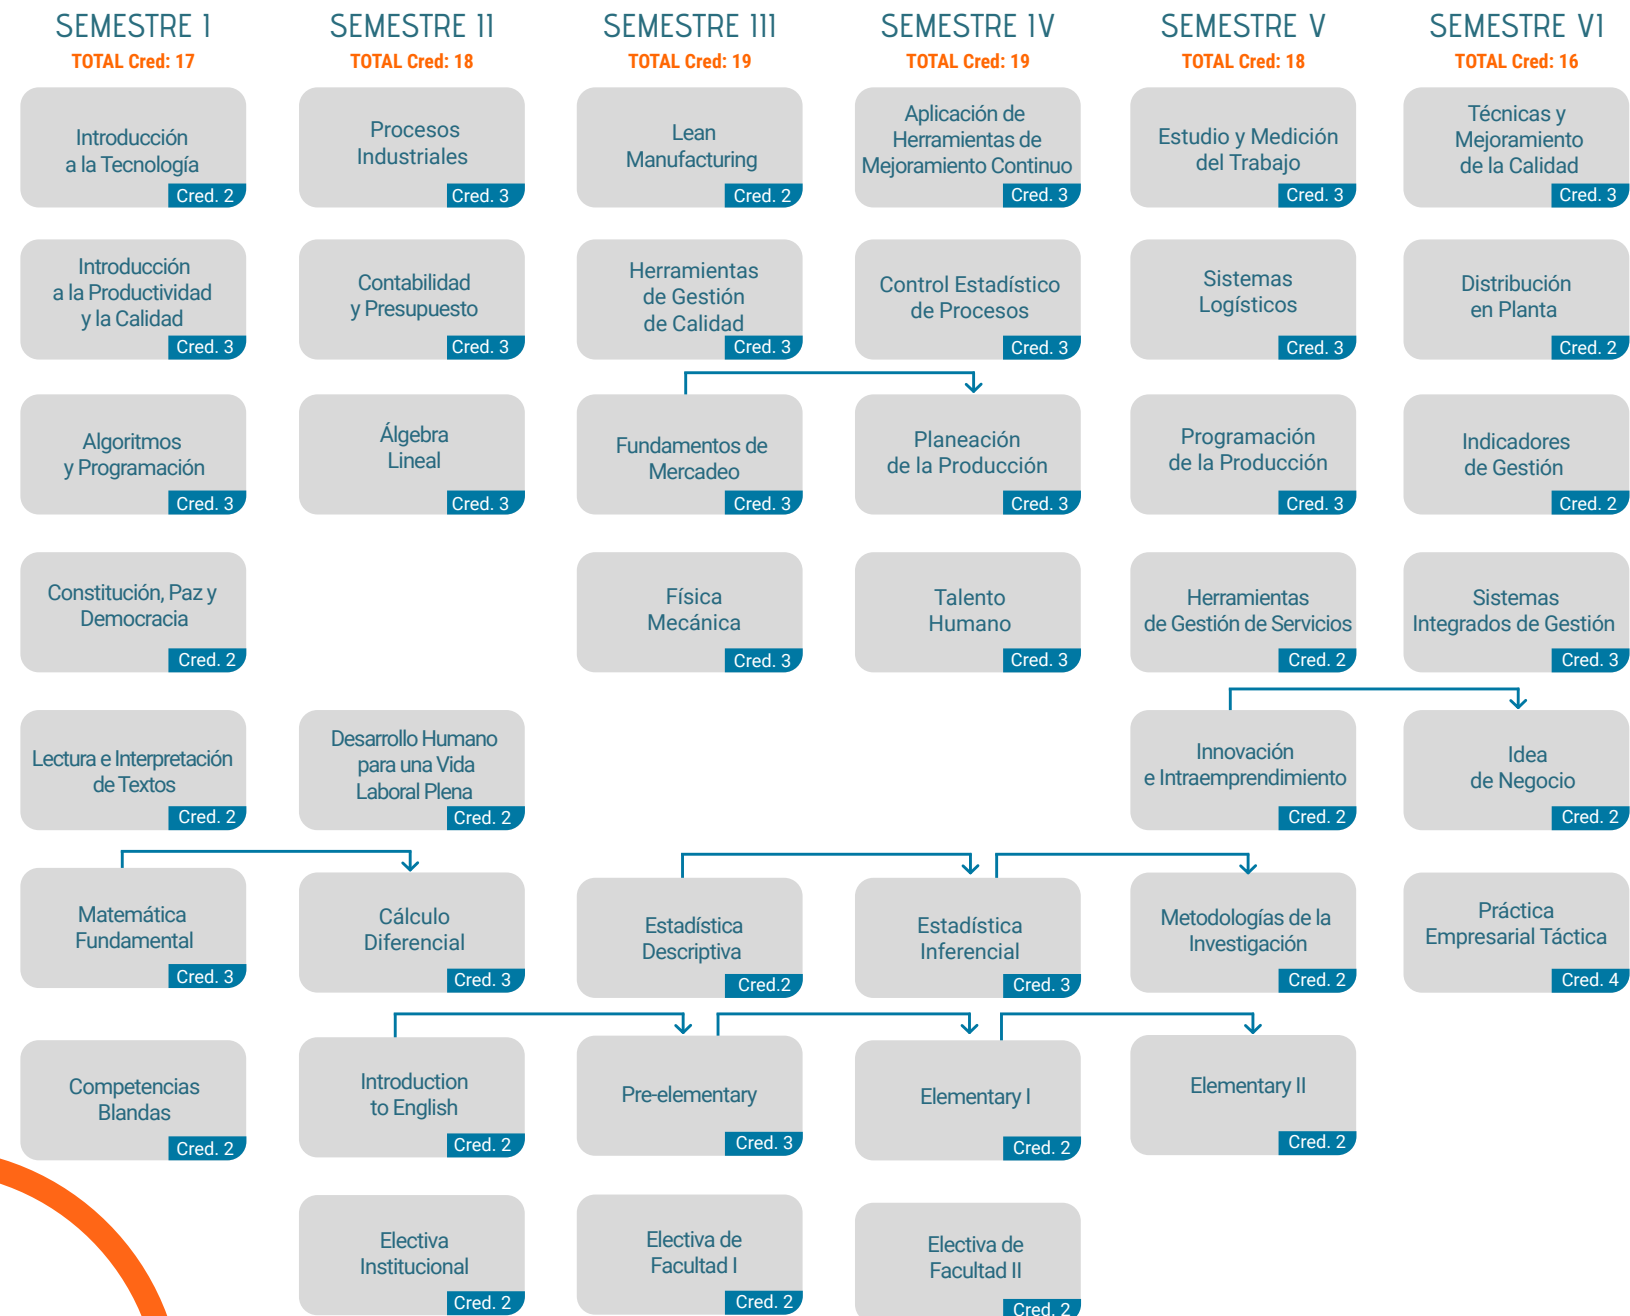 SEMESTRE I
TOTAL Cred: 17
Introducción
a la Tecnología
Cred. 2
Introducción
a la Productividad
y la Calidad
Cred. 3
Algoritmos
y Programación
Cred. 3
Constitución, Paz y
Democracia
Cred. 2
Lectura e Interpretación
de Textos
Cred. 2
Matemática
Fundamental
Cred. 3
Competencias
Blandas
Cred. 2
SEMESTRE II
TOTAL Cred: 18
Procesos
Industriales
Cred. 3
Contabilidad
y Presupuesto
Cred. 3
Álgebra
Lineal
Cred. 3
Desarrollo Humano
para una Vida
Laboral Plena
Cred. 2
Cálculo
Diferencial
Cred. 3
Introduction
to English
Cred. 2
Electiva
Institucional
Cred. 2
SEMESTRE III
TOTAL Cred: 19
Lean
Manufacturing
Cred. 2
Herramientas
de Gestión
de Calidad
Cred. 3
Fundamentos de
Mercadeo
Cred. 3
Física
Mecánica
Cred. 3
Estadística
Descriptiva
Cred.2
Pre-elementary
Cred. 3
Electiva de
Facultad I
Cred. 2
SEMESTRE IV
TOTAL Cred: 19
Aplicación de
Herramientas de
Mejoramiento Continuo
Cred. 3
Control Estadístico
de Procesos
Cred. 3
Planeación
de la Producción
Cred. 3
Talento
Humano
Cred. 3
Estadística
Inferencial
Cred. 3
Elementary I
Cred. 2
Electiva de
Facultad II
Cred. 2
SEMESTRE V
TOTAL Cred: 18
Estudio y Medición
del Trabajo
Cred. 3
Sistemas
Logísticos
Cred. 3
Programación
de la Producción
Cred. 3
Herramientas
de Gestión de Servicios
Cred. 2
Innovación
e Intraemprendimiento
Cred. 2
Metodologías de la
Investigación
Cred. 2
Elementary II
Cred. 2
SEMESTRE VI
TOTAL Cred: 16
Técnicas y
Mejoramiento
de la Calidad
Cred. 3
Distribución
en Planta
Cred. 2
Indicadores
de Gestión
Cred. 2
Sistemas
Integrados de Gestión
Cred. 3
Idea
de Negocio
Cred. 2
Práctica
Empresarial Táctica
Cred. 4